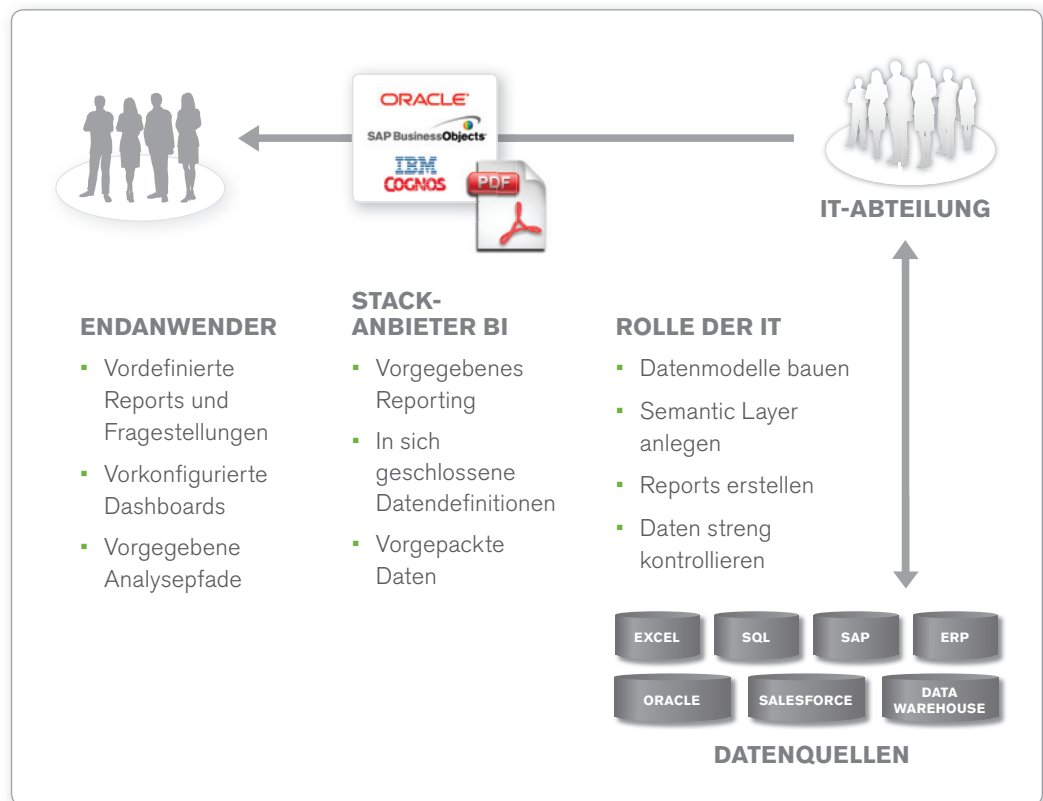 ORACLE
SAP BusinessObjects
IBM
COGNOS
PDF
IT-ABTEILUNG
ENDANWENDER
▪ Vordefinierte
Reports und
Fragestellungen
▪ Vorkonfigurierte
Dashboards
▪ Vorgegebene
Analysepfade
STACK-
ANBIETER BI
▪ Vorgegebenes
Reporting
▪ In sich
geschlossene
Datendefinitionen
▪ Vorgepackte
Daten
ROLLE DER IT
▪ Datenmodelle bauen
▪ Semantic Layer
anlegen
▪ Reports erstellen
▪ Daten streng
kontrollieren
EXCEL
SQL
SAP
ERP
ORACLE
SALESFORCE
DATA
WAREHOUSE
DATENQUELLEN